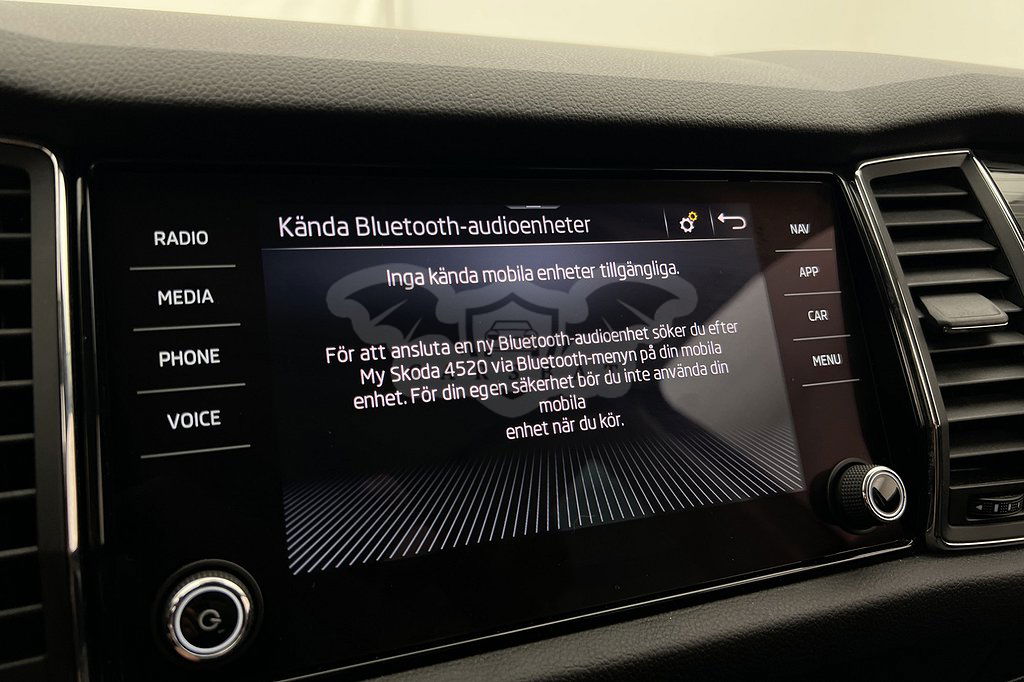 RADIO
MEDIA
PHONE
VOICE
Kända Bluetooth-audioenheter
Inga kända mobila enheter tillgängliga.
För att ansluta en ny Bluetooth-audioenhet söker du efter
My Skoda 4520 via Bluetooth-menyn på din mobila
enhet. För din egen säkerhet bör du inte använda din
mobila
enhet när du kör.
NAV
APP
CAR
MENU